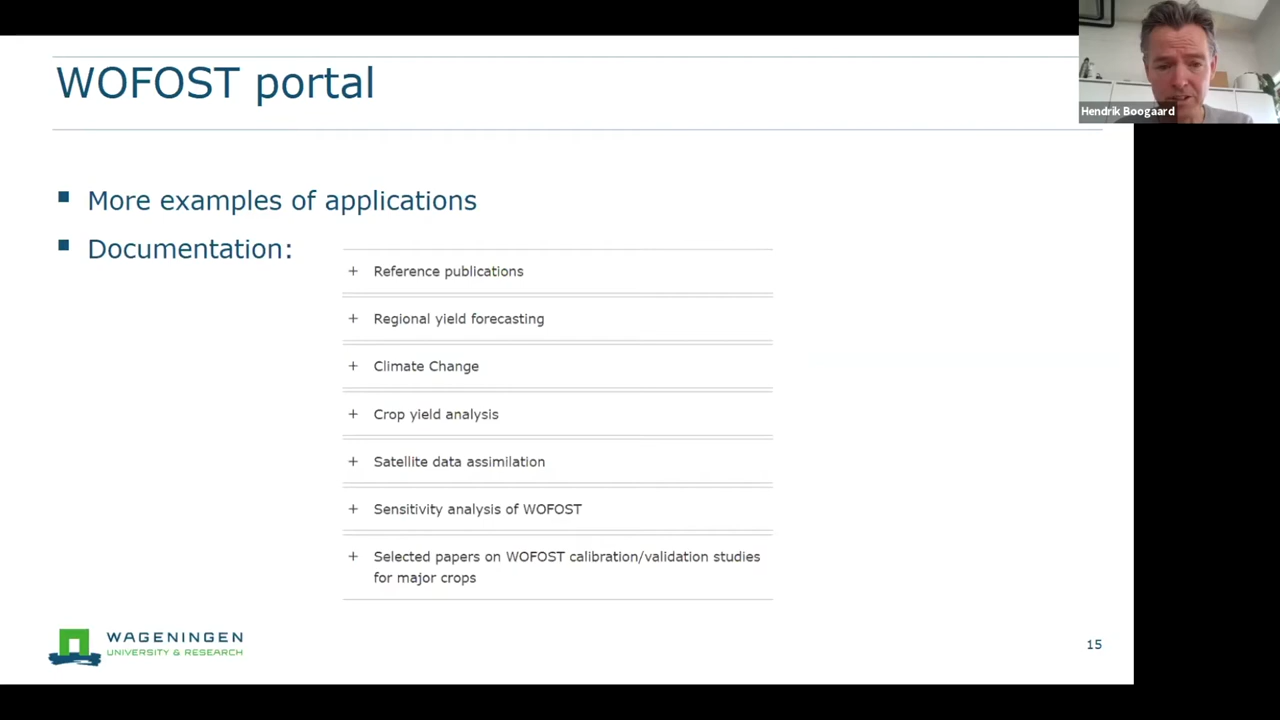 WOFOST portal
Hendrik Boogaard
More examples of applications
Documentation:
+ Reference publications
+ Regional yield forecasting
+ Climate Change
+ Crop yield analysis
+ Satellite data assimilation
+ Sensitivity analysis of WOFOST
+ Selected papers on WOFOST calibration/validation studies
for major crops
WAGENINGEN
UNIVERSITY & RESEARCH
15